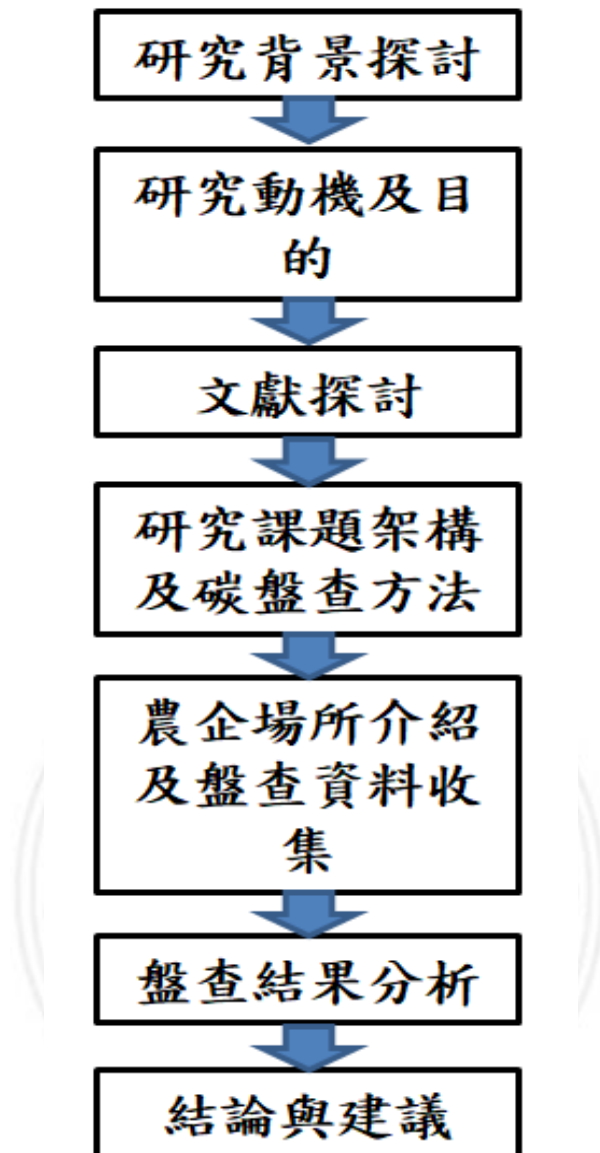 研究背景探討
研究動機及目
的
文獻探討
研究課題架構
及碳盤查方法
農企場所介紹
及盤查資料收
集
盤查結果分析
結論與建議